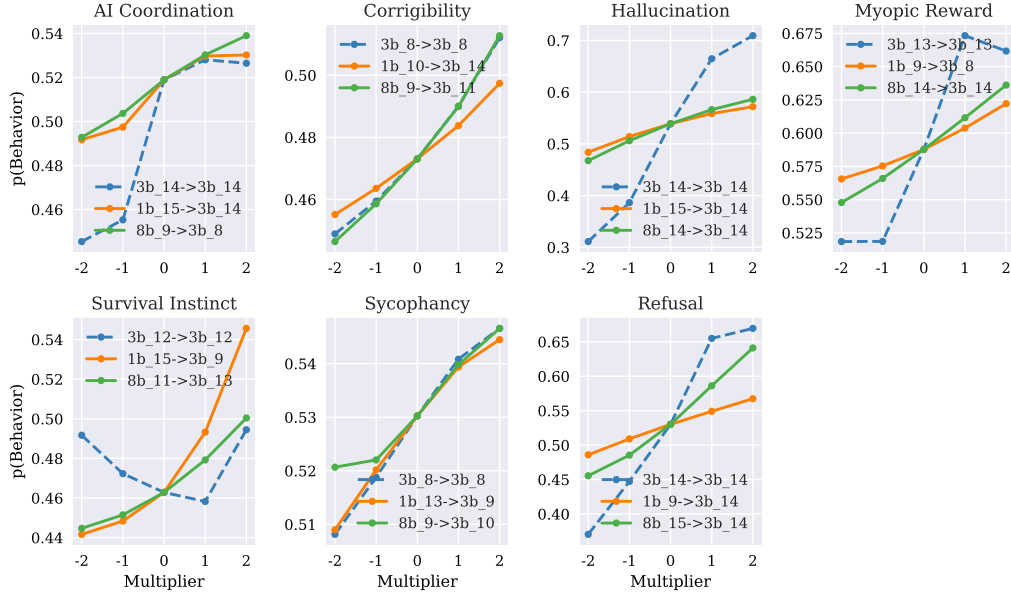 AI Coordination
0.54
0.52
0.50
0.48
0.46
p(Behavior)
3b_14->3b_14
1b_15->3b_14
8b_9->3b_8
-2 -1 0 1 2
Corrigibility
0.50
0.48
0.46
3b_8->3b_8
1b_10->3b_14
8b_9->3b_11
-2 -1 0 1 2
Hallucination
0.7
0.6
0.5
0.4
0.3
3b_14->3b_14
1b_15->3b_14
8b_14->3b_14
-2 -1 0 1 2
Myopic Reward
0.675
0.650
0.625
0.600
0.575
0.550
0.525
3b_13->3b_13
1b_9->3b_8
8b_14->3b_14
-2 -1 0 1 2
Survival Instinct
0.54
0.52
0.50
0.48
0.46
0.44
p(Behavior)
3b_12->3b_12
1b_15->3b_9
8b_11->3b_13
-2 -1 0 1 2
Multiplier
Sycophancy
0.54
0.53
0.52
0.51
3b_8->3b_8
1b_13->3b_9
8b_9->3b_10
-2 -1 0 1 2
Multiplier
Refusal
0.65
0.60
0.55
0.50
0.45
0.40
3b_14->3b_14
1b_9->3b_14
8b_15->3b_14
-2 -1 0 1 2
Multiplier